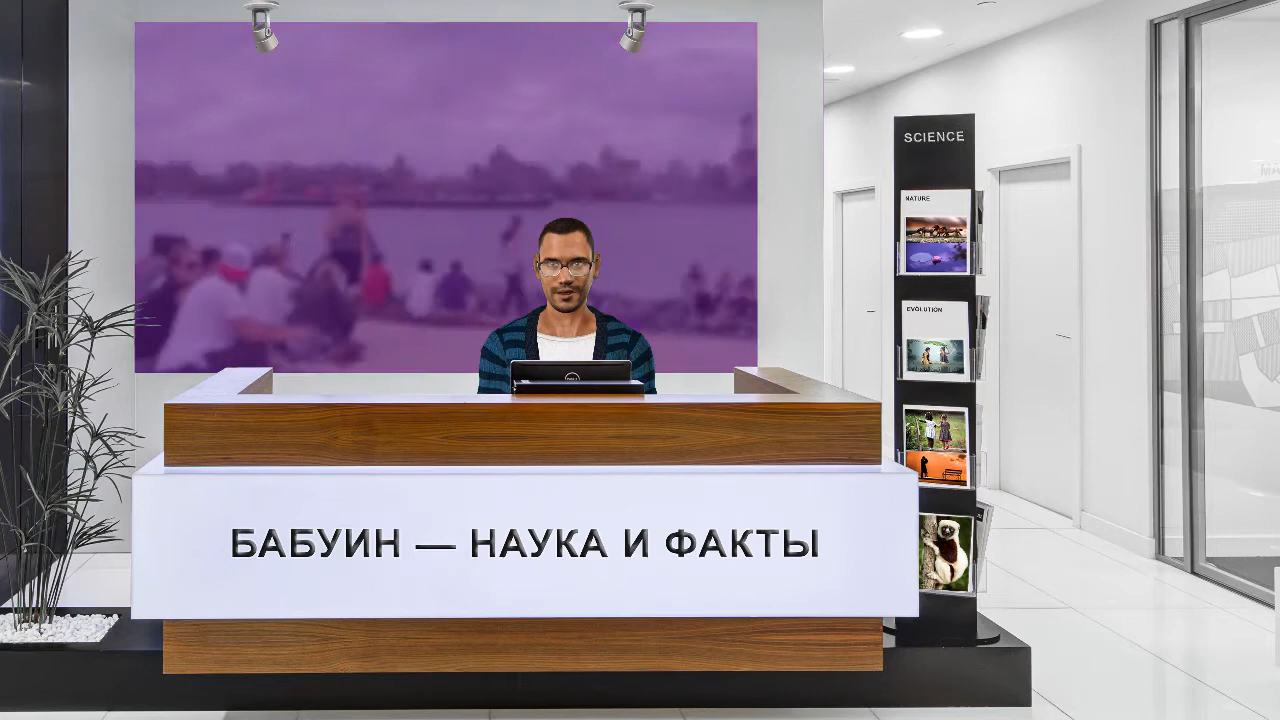 SCIENCE
NATURE
EVOLUTION
БАБУИН — НАУКА И ФАКТЫ